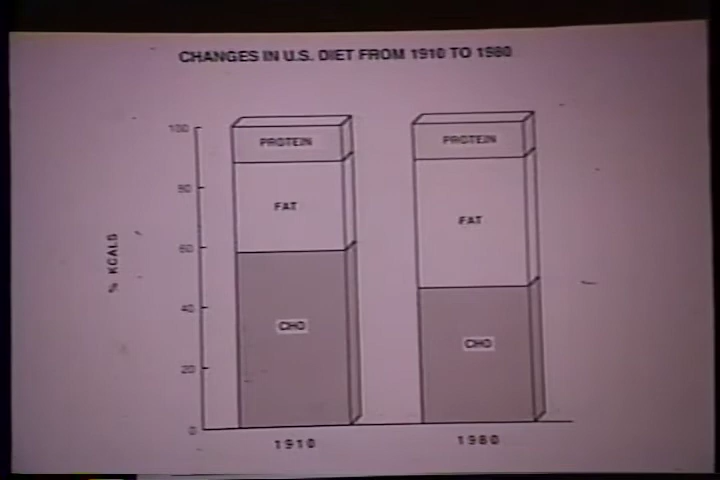 CHANGES IN U.S. DIET FROM 1910 TO 1980
100
80
60
40
20
0
% KCALS
PROTEIN
FAT
CHO
1910
PROTEIN
FAT
CHO
1980